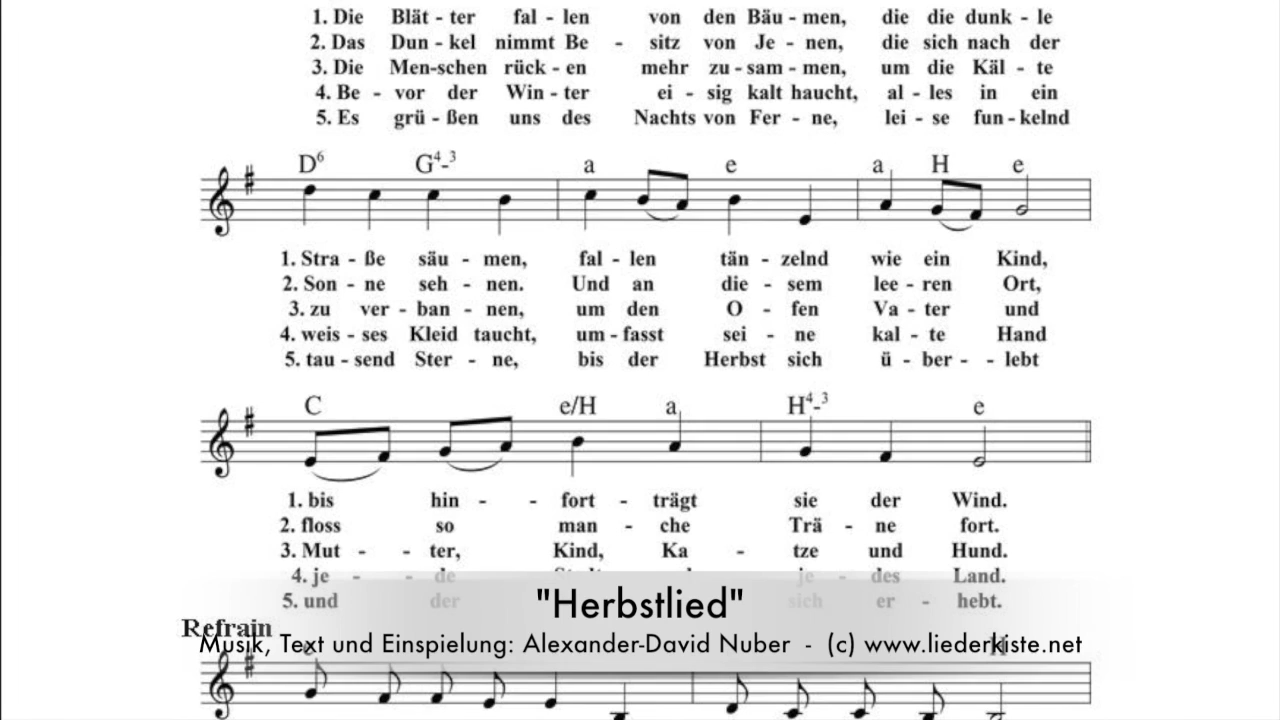 1. Die Blät - ter fal - len von den Bäu - men, die die dunk - le
2. Das Dun - kel nimmt Be - sitz von Je - nen, die sich nach der
3. Die Men-schen rück - en mehr zu - sam - men, um die Käl - te
4. Be - vor der Win - ter ei - sig kalt haucht, al - les in ein
5. Es grü - ßen uns des Nachts von Fer - ne, lei - se fun - kelnd
D6 G4-3 a e a H e
1. Stra - ße säu - men, fal - len tän - zelnd wie ein Kind,
2. Son - ne seh - nen. Und an die - sem lee - ren Ort,
3. zu ver - ban - nen, um den O - fen Va - ter und
4. weis - ses Kleid taucht, um - fasst sei - ne kal - te Hand
5. tau - send Ster - ne, bis der Herbst sich ü - ber - - lebt
C e/H a H4-3 e
1. bis hin - - fort - trägt sie der Wind.
2. floss so man - che Trä - ne fort.
3. Mut - - ter, Kind, Ka - tze und Hund.
4. je - - de je - des Land.
5. und der sich er - hebt.
"Herbstlied"
Refrain
Musik, Text und Einspielung: Alexander-David Nuber - (c) www.liederkiste.net
H